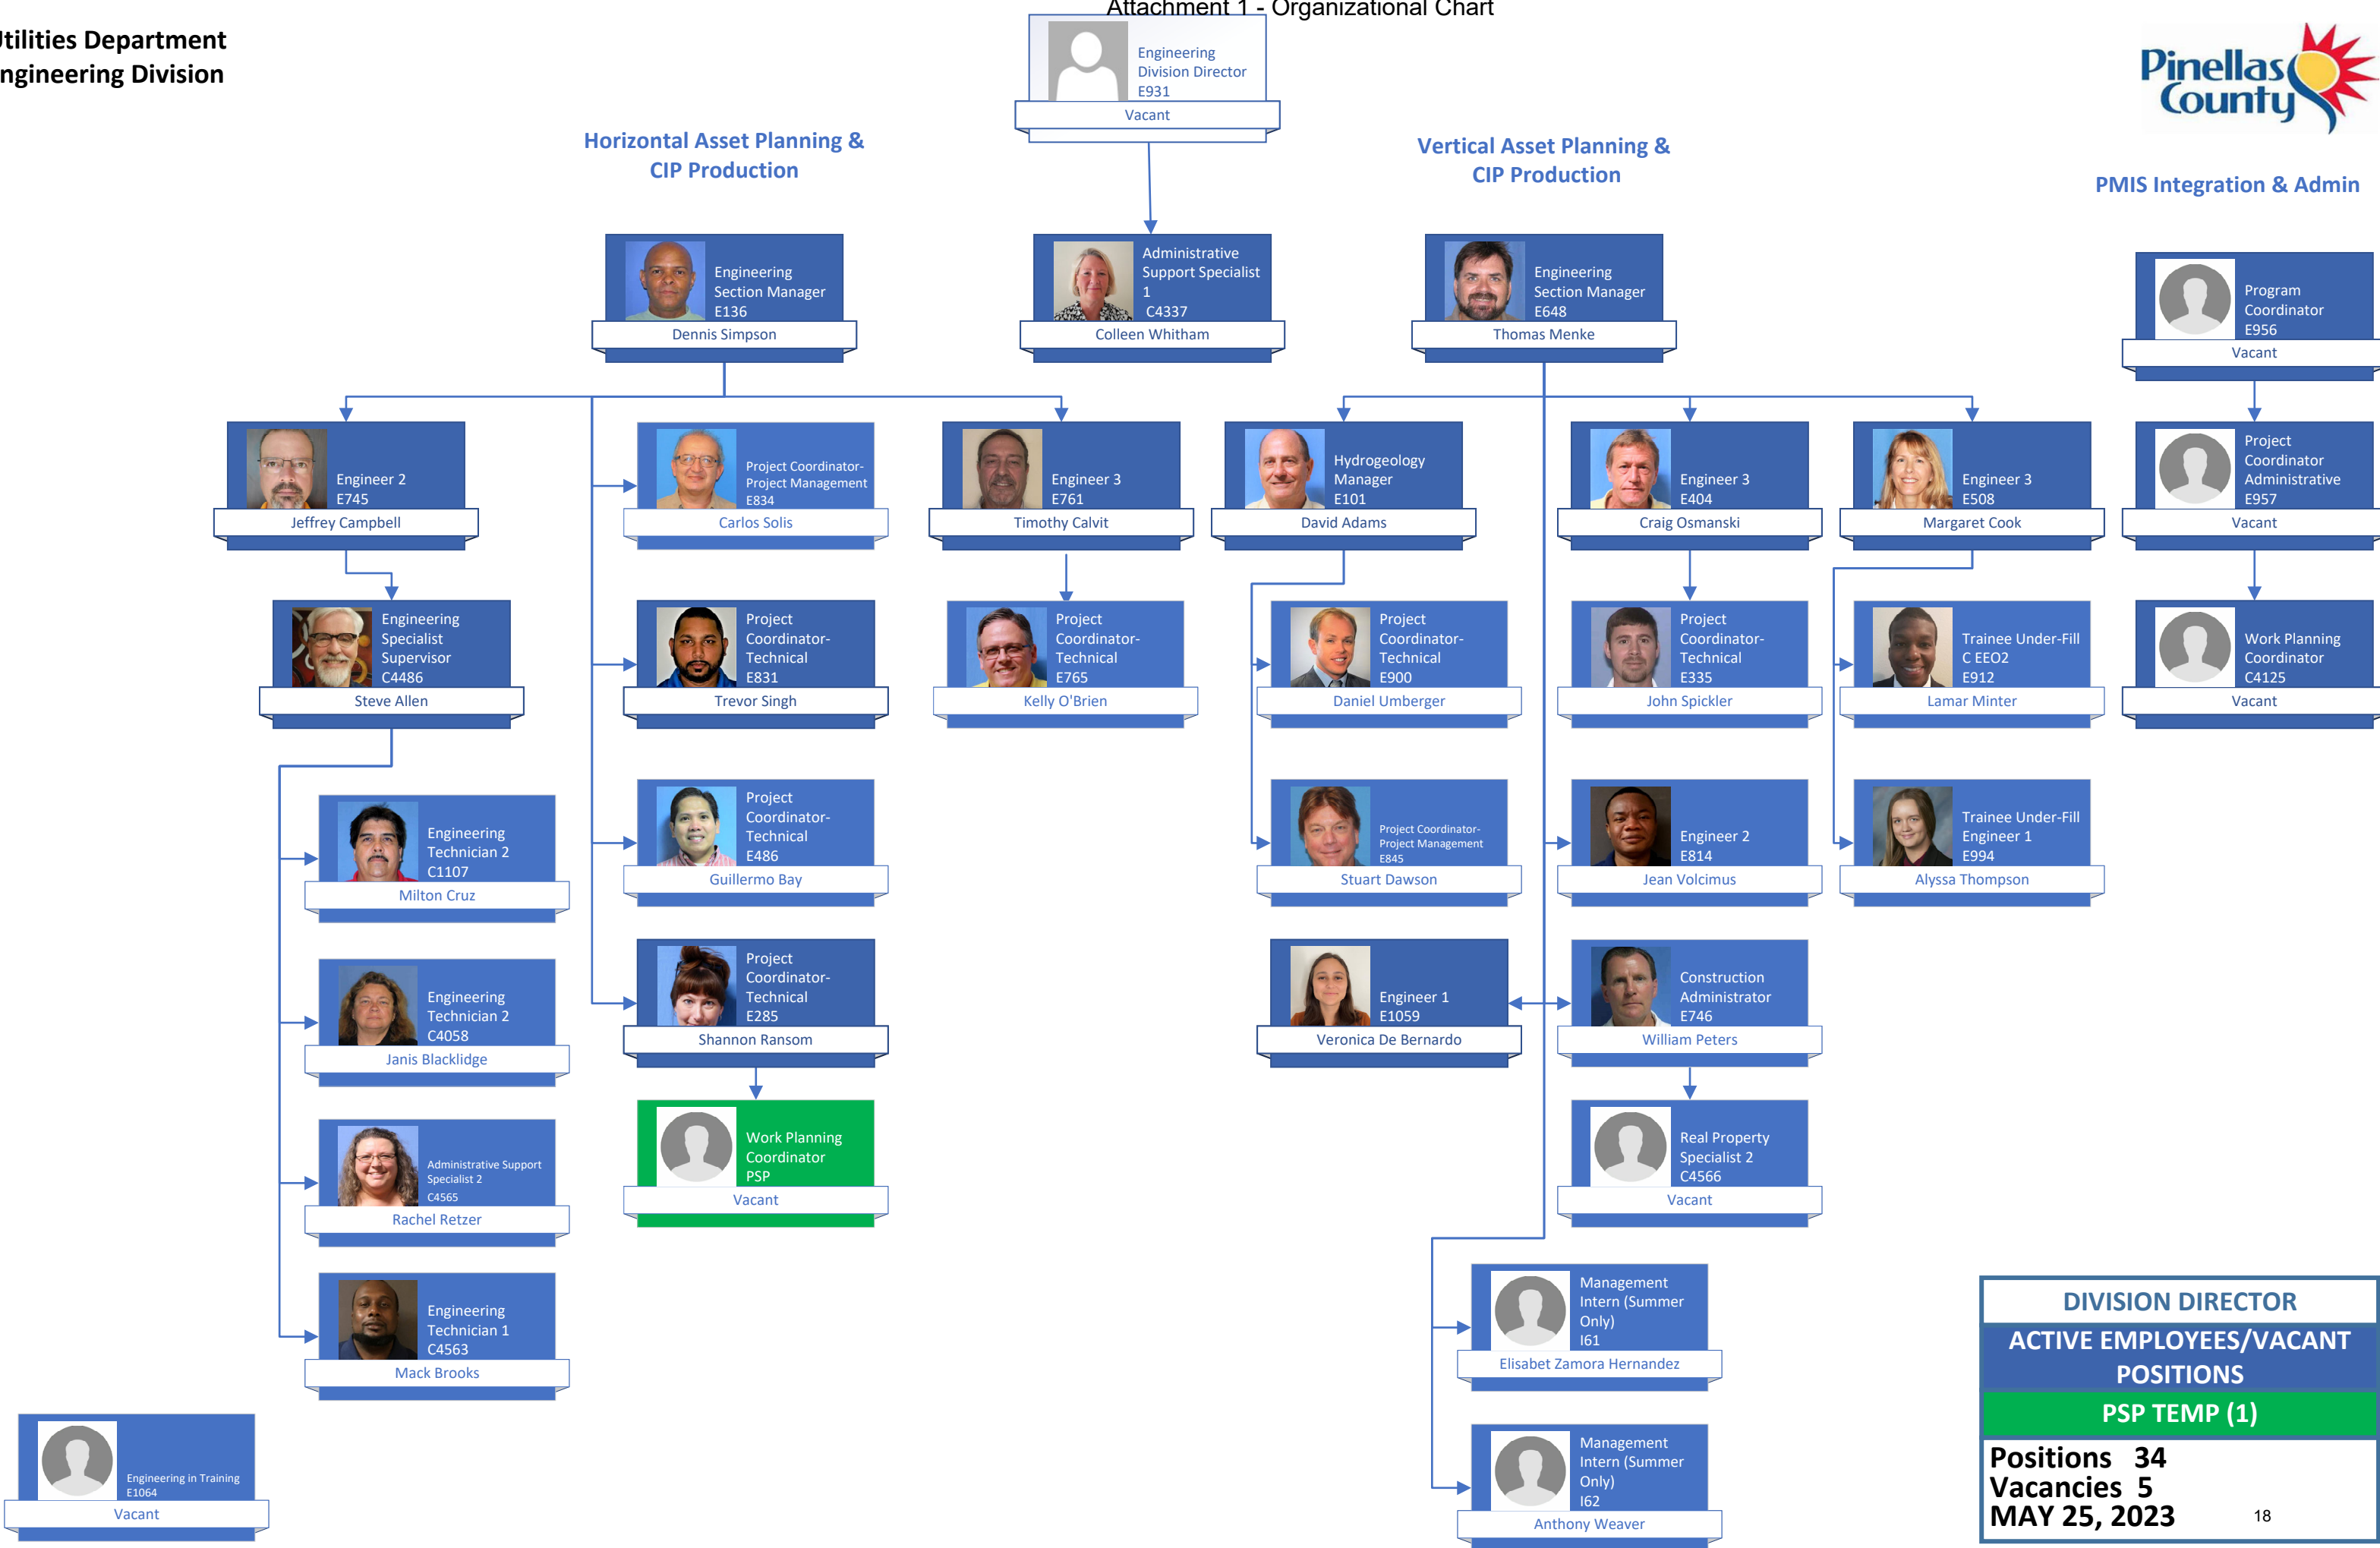 Attachment 1 - Organizational Chart
Utilities Department
Engineering Division
Pinellas
County
Engineering
Division Director
E931
Vacant
Horizontal Asset Planning &
CIP Production
Vertical Asset Planning &
CIP Production
PMIS Integration & Admin
Engineering
Section Manager
E136
Dennis Simpson
Administrative
Support Specialist
1
C4337
Colleen Whitham
Engineering
Section Manager
E648
Thomas Menke
Program
Coordinator
E956
Vacant
Engineer 2
E745
Jeffrey Campbell
Project Coordinator-
Project Management
E834
Carlos Solis
Engineer 3
E761
Timothy Calvit
Hydrogeology
Manager
E101
David Adams
Engineer 3
E404
Craig Osmanski
Engineer 3
E508
Margaret Cook
Project
Coordinator
Administrative
E957
Vacant
Engineering
Specialist
Supervisor
C4486
Steve Allen
Project
Coordinator-
Technical
E831
Trevor Singh
Project
Coordinator-
Technical
E765
Kelly O'Brien
Project
Coordinator-
Technical
E900
Daniel Umberger
Project
Coordinator-
Technical
E335
John Spickler
Trainee Under-Fill
C EEO2
E912
Lamar Minter
Work Planning
Coordinator
C4125
Vacant
Engineering
Technician 2
C1107
Milton Cruz
Project
Coordinator-
Technical
E486
Guillermo Bay
Project Coordinator-
Project Management
E845
Stuart Dawson
Engineer 2
E814
Jean Volcimus
Trainee Under-Fill
Engineer 1
E994
Alyssa Thompson
Engineering
Technician 2
C4058
Janis Blacklidge
Project
Coordinator-
Technical
E285
Shannon Ransom
Engineer 1
E1059
Veronica De Bernardo
Construction
Administrator
E746
William Peters
Administrative Support
Specialist 2
C4565
Rachel Retzer
Work Planning
Coordinator
PSP
Vacant
Real Property
Specialist 2
C4566
Vacant
Engineering
Technician 1
C4563
Mack Brooks
Management
Intern (Summer
Only)
I61
Elisabet Zamora Hernandez
Engineering in Training
E1064
Vacant
Management
Intern (Summer
Only)
I62
Anthony Weaver
DIVISION DIRECTOR
ACTIVE EMPLOYEES/VACANT
POSITIONS
PSP TEMP (1)
Positions 34
Vacancies 5
MAY 25, 2023
18